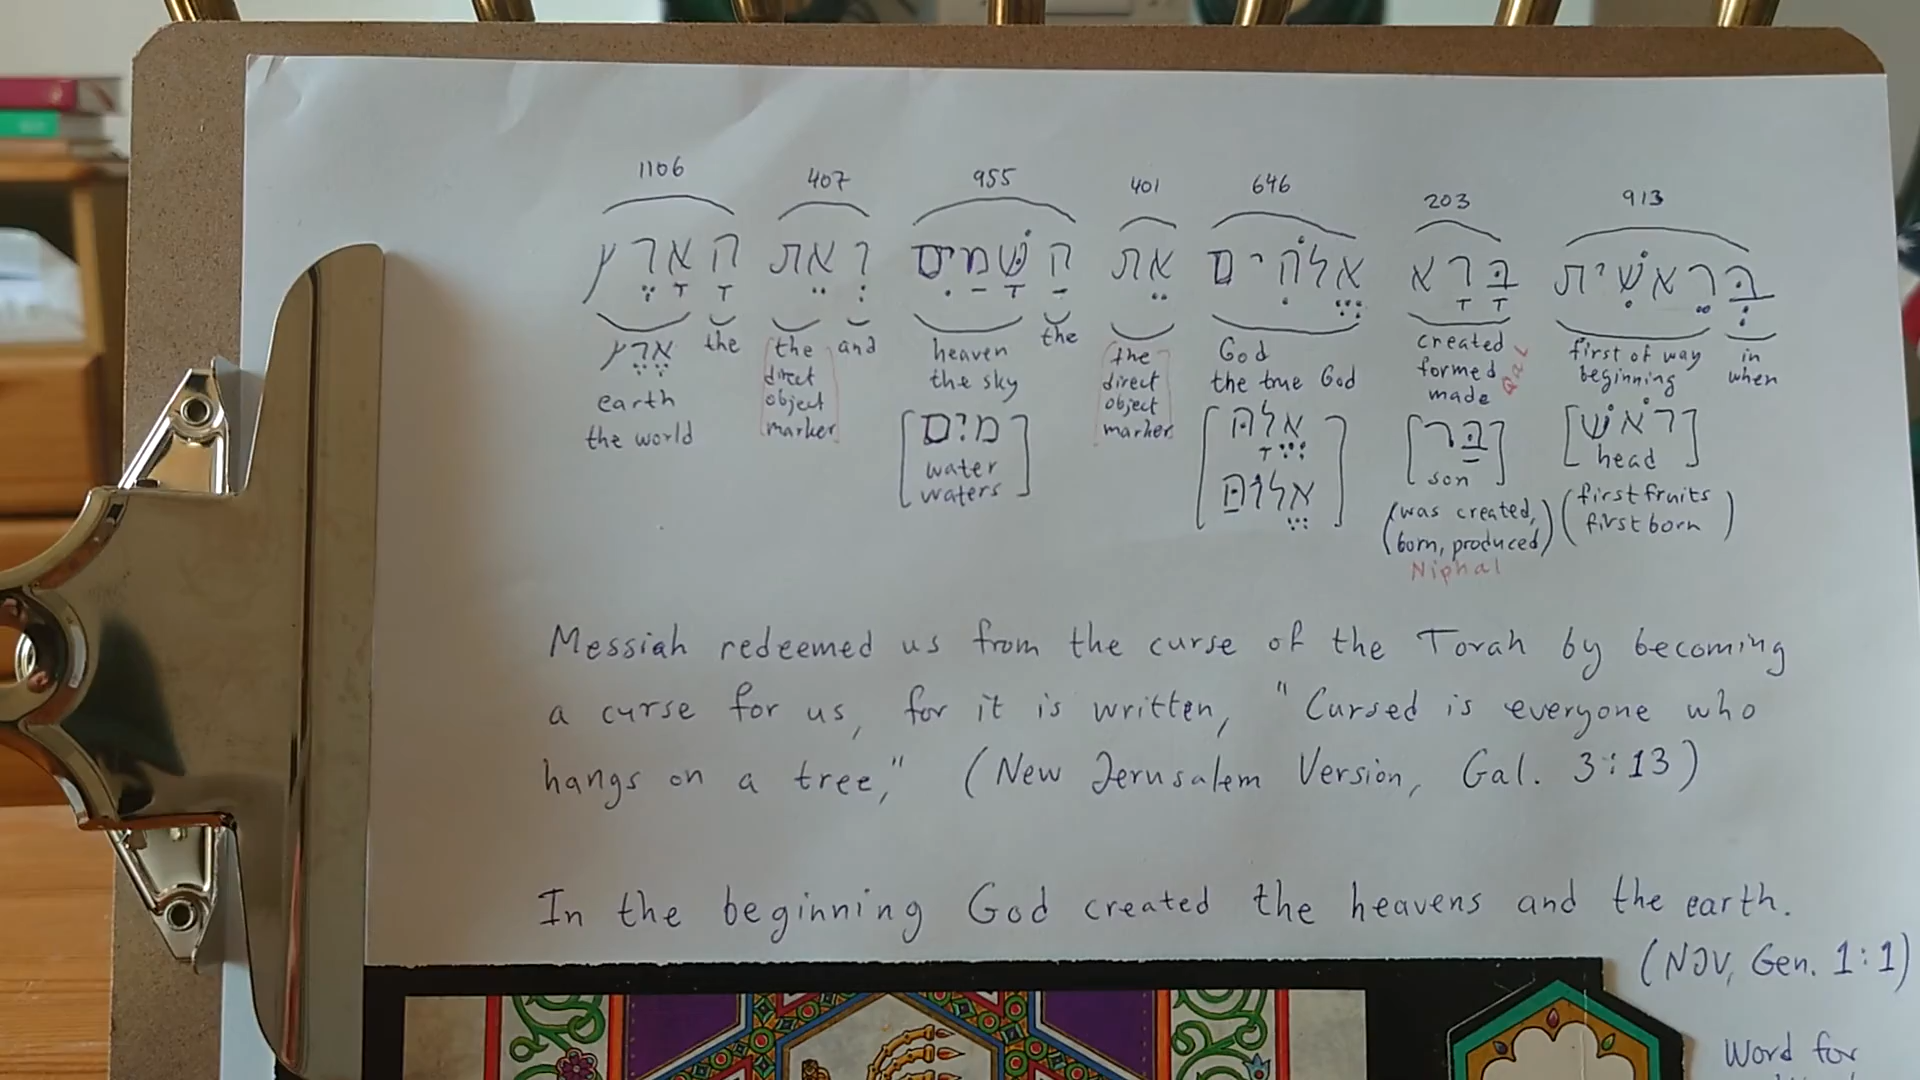 913 203 646 401 955 407 1106
בְּרֵאשִׁית בָּרָא אֱלֹהִים אֵת הַשָּׁמַיִם וְאֵת הָאָרֶץ
in
when
first of way
beginning
[רֹאשׁ]
head
(first fruits
first born)
created
formed
made
Qal
[בַּר]
son
(was created,
born, produced)
Niphal
God
the true God
the
direct
object
marker
the
heaven
the sky
[מים]
water
waters
and
the
direct
object
marker
the
אֶרֶץ
earth
the world
Messiah redeemed us from the curse of the Torah by becoming
a curse for us, for it is written, "Cursed is everyone who
hangs on a tree," (New Jerusalem Version, Gal. 3:13)
In the beginning God created the heavens and the earth.
(NJV, Gen. 1:1)
Word for